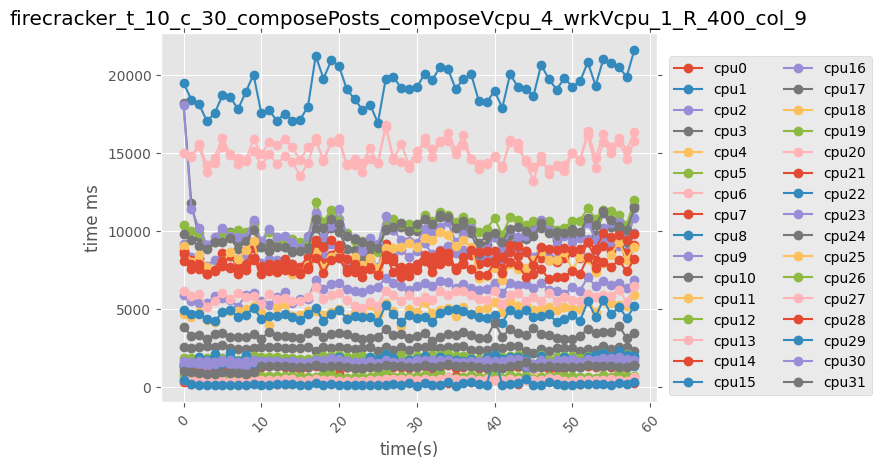 firecracker_t_10_c_30_composePosts_composeVcpu_4_wrkVcpu_1_R_400_col_9
20000
15000
10000
5000
0
time ms
0 10 20 30 40 50 60
time(s)
cpu0 cpu16
cpu1 cpu17
cpu2 cpu18
cpu3 cpu19
cpu4 cpu20
cpu5 cpu21
cpu6 cpu22
cpu7 cpu23
cpu8 cpu24
cpu9 cpu25
cpu10 cpu26
cpu11 cpu27
cpu12 cpu28
cpu13 cpu29
cpu14 cpu30
cpu15 cpu31